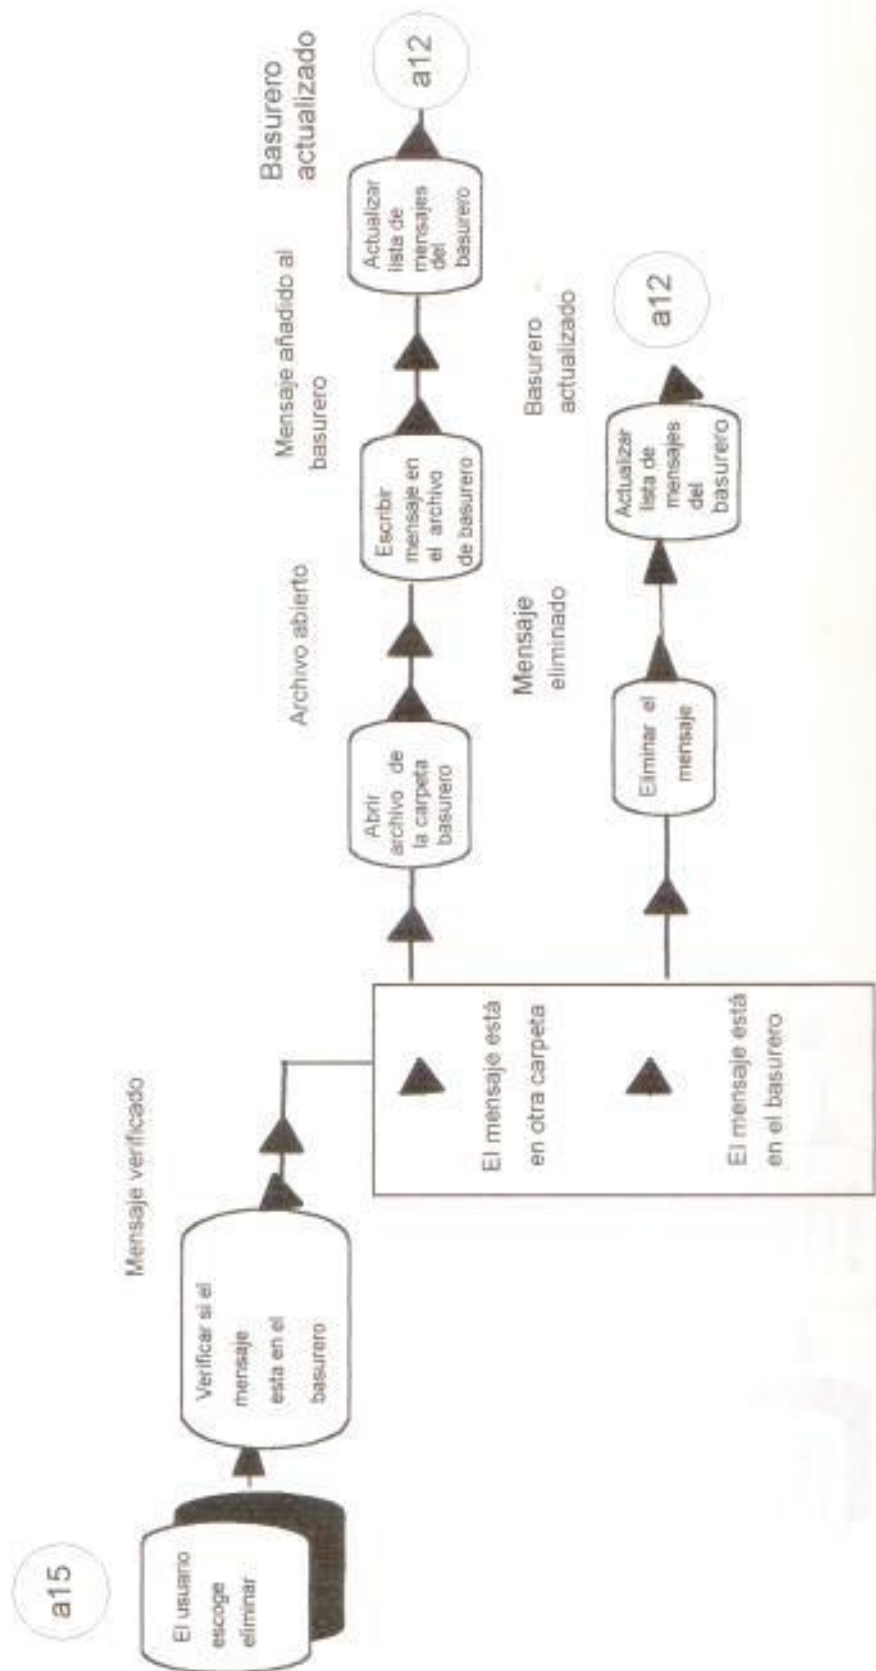 a15
El usuario
escoge
eliminar
Verificar si el
mensaje
esta en el
basurero
Mensaje verificado
El mensaje está
en otra carpeta
El mensaje está
en el basurero
Abrir
archivo de
la carpeta
basurero
Archivo abierto
Escribir
mensaje en
el archivo
de basurero
Mensaje añadido al
basurero
Actualizar
lista de
mensajes
del
basurero
Basurero
actualizado
a12
Eliminar el
mensaje
Mensaje
eliminado
Actualizar
lista de
mensajes
del
basurero
Basurero
actualizado
a12